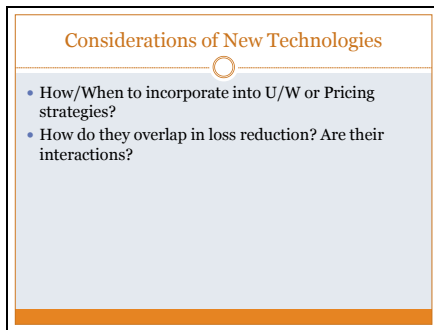 Considerations of New Technologies
• How/When to incorporate into U/W or Pricing
strategies?
• How do they overlap in loss reduction? Are their
interactions?